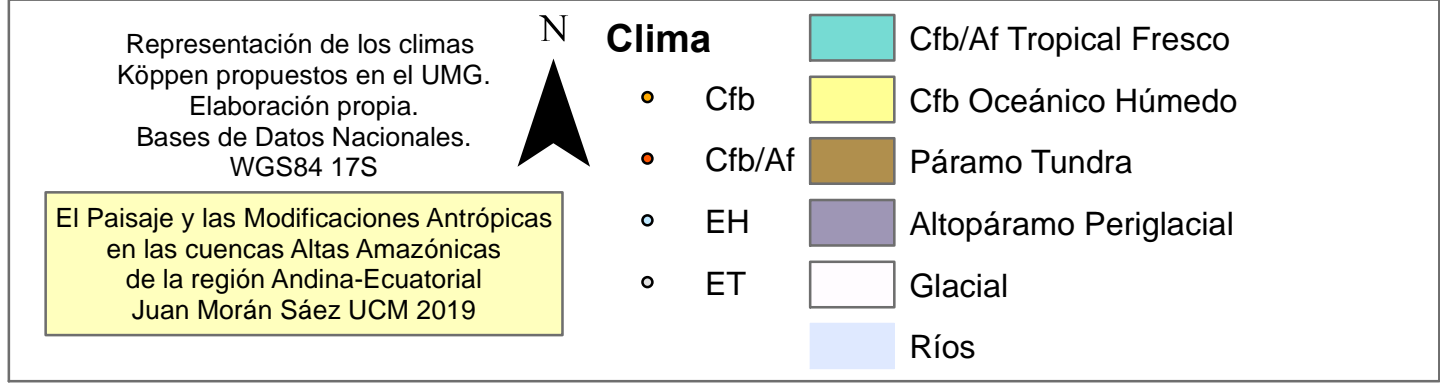 Representación de los climas
Köppen propuestos en el UMG.
Elaboración propia.
Bases de Datos Nacionales.
WGS84 17S
El Paisaje y las Modificaciones Antrópicas
en las cuencas Altas Amazónicas
de la región Andina-Ecuatorial
Juan Morán Sáez UCM 2019
N
Clima
Cfb
Cfb/Af
EH
ET
Cfb/Af Tropical Fresco
Cfb Oceánico Húmedo
Páramo Tundra
Altopáramo Periglacial
Glacial
Ríos